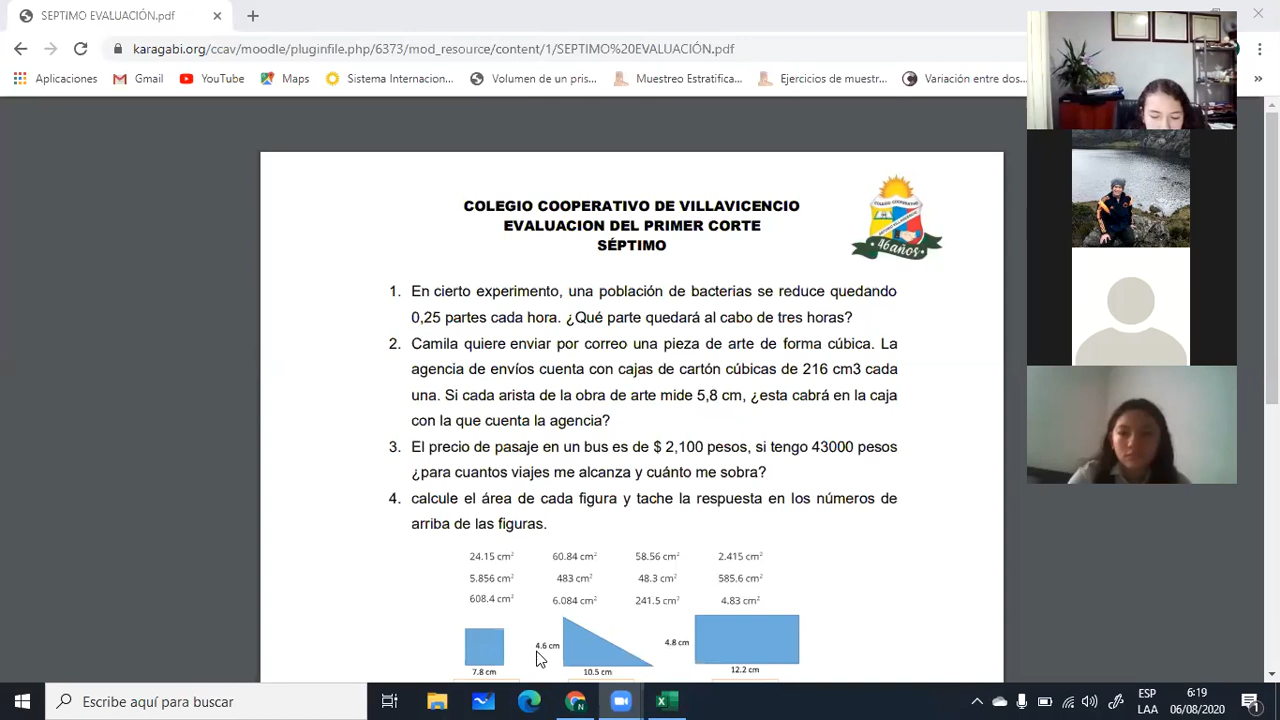 SEPTIMO EVALUACIÓN.pdf
karagabi.org/ccav/moodle/pluginfile.php/6373/mod_resource/content/1/SEPTIMO%20EVALUACIÓN.pdf
Aplicaciones Gmail YouTube Maps Sistema Internacion... Volumen de un pris... Muestreo Estratifica... Ejercicios de muestr... Variación entre dos... »
COLEGIO COOPERATIVO DE VILLAVICENCIO
EVALUACION DEL PRIMER CORTE
SÉPTIMO
COLEGIO COOPERATIVO
46 años
1. En cierto experimento, una población de bacterias se reduce quedando
0,25 partes cada hora. ¿Qué parte quedará al cabo de tres horas?
2. Camila quiere enviar por correo una pieza de arte de forma cúbica. La
agencia de envíos cuenta con cajas de cartón cúbicas de 216 cm3 cada
una. Si cada arista de la obra de arte mide 5,8 cm, ¿esta cabrá en la caja
con la que cuenta la agencia?
3. El precio de pasaje en un bus es de $ 2,100 pesos, si tengo 43000 pesos
¿para cuantos viajes me alcanza y cuánto me sobra?
4. calcule el área de cada figura y tache la respuesta en los números de
arriba de las figuras.
24.15 cm² 60.84 cm² 58.56 cm² 2.415 cm²
5.856 cm² 483 cm² 48.3 cm² 585.6 cm²
608.4 cm² 6.084 cm² 241.5 cm² 4.83 cm²
4.6 cm 4.8 cm
7.8 cm 10.5 cm 12.2 cm
Escribe aquí para buscar
ESP
LAA
6:19
06/08/2020
1